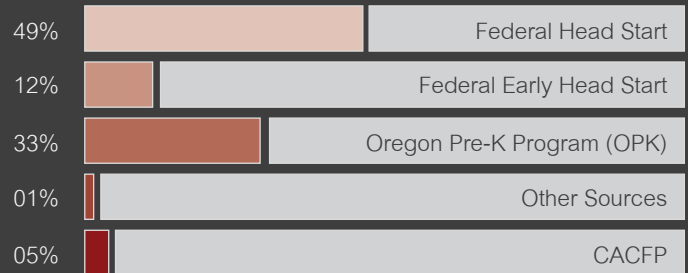 49% Federal Head Start
12% Federal Early Head Start
33% Oregon Pre-K Program (OPK)
01% Other Sources
05% CACFP